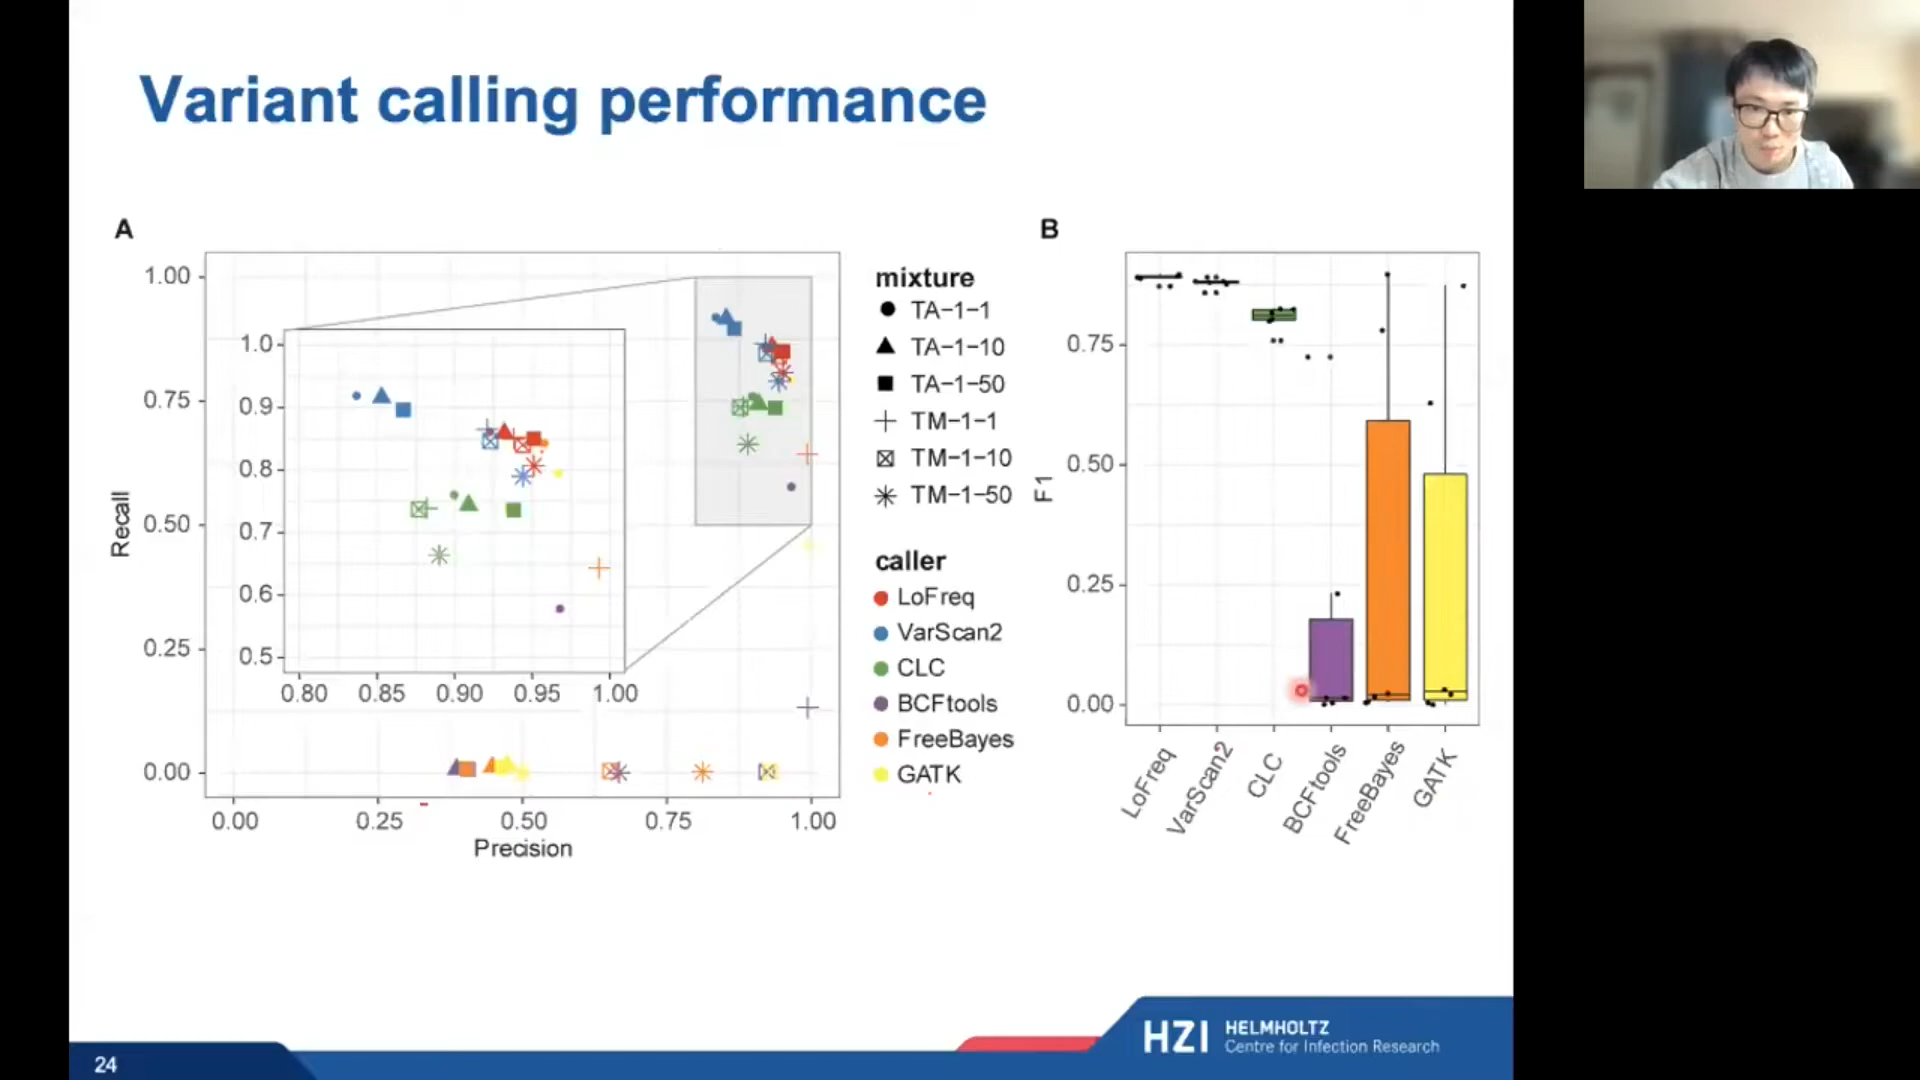 Variant calling performance
A
1.00
0.75
0.50
0.25
0.00
Recall
1.0
0.9
0.8
0.7
0.6
0.5
0.80 0.85 0.90 0.95 1.00
0.00 0.25 0.50 0.75 1.00
Precision
mixture
TA-1-1
TA-1-10
TA-1-50
TM-1-1
TM-1-10
TM-1-50
caller
LoFreq
VarScan2
CLC
BCFtools
FreeBayes
GATK
B
F1
0.75
0.50
0.25
0.00
LoFreq
VarScan2
CLC
BCFtools
FreeBayes
GATK
24
HZI
HELMHOLTZ
Centre for Infection Research